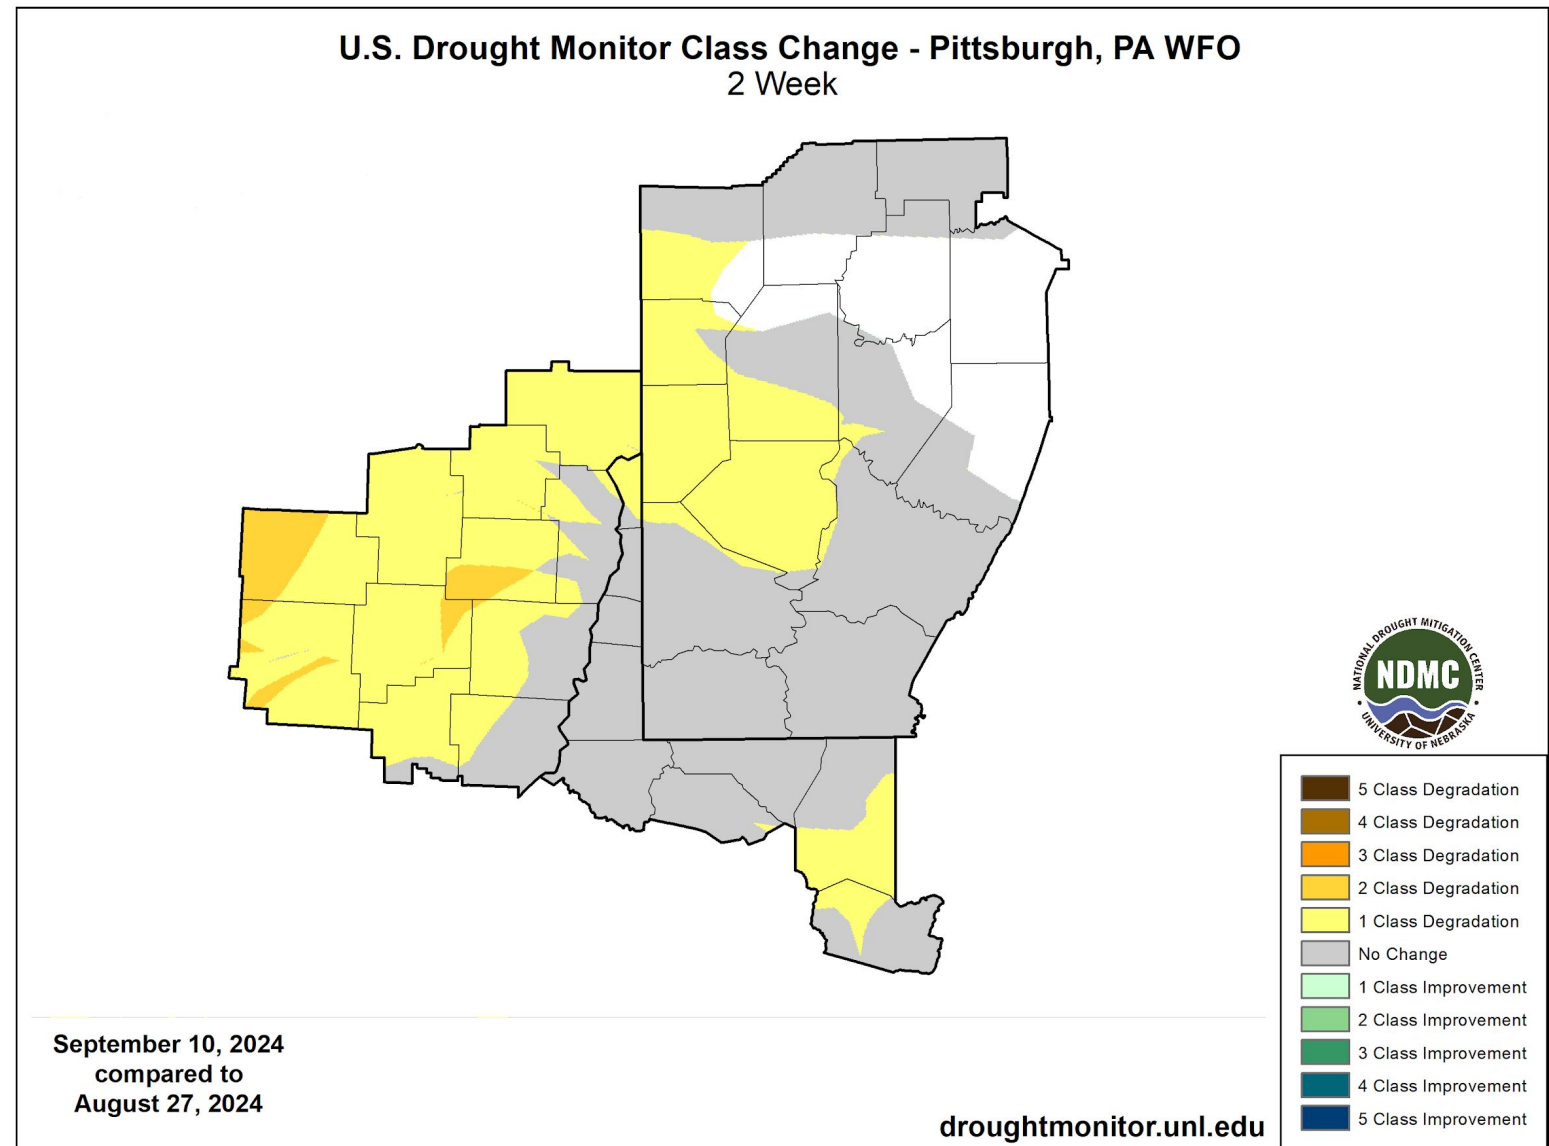 U.S. Drought Monitor Class Change - Pittsburgh, PA WFO
2 Week
NATIONAL DROUGHT MITIGATION CENTER
NDMC
UNIVERSITY OF NEBRASKA
5 Class Degradation
4 Class Degradation
3 Class Degradation
2 Class Degradation
1 Class Degradation
No Change
1 Class Improvement
2 Class Improvement
3 Class Improvement
4 Class Improvement
5 Class Improvement
September 10, 2024
compared to
August 27, 2024
droughtmonitor.unl.edu